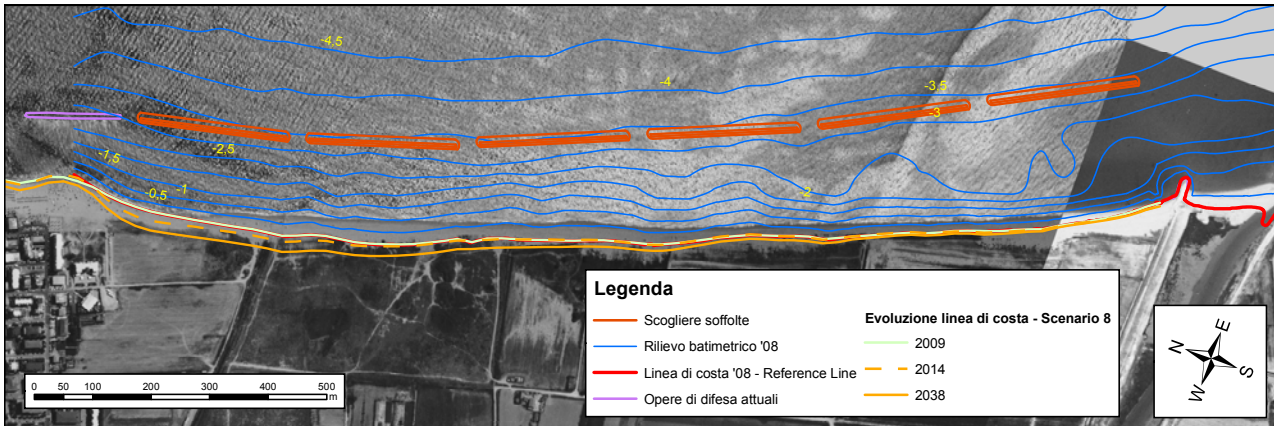 -4,5
-4
-3,5
-3
-2,5
-1,5
-2
-1
-0,5
Legenda
Scogliere soffolte
Rilievo batimetrico '08
Linea di costa '08 - Reference Line
Opere di difesa attuali
Evoluzione linea di costa - Scenario 8
2009
2014
2038
0 50 100 200 300 400 500
m
N
E
S
W